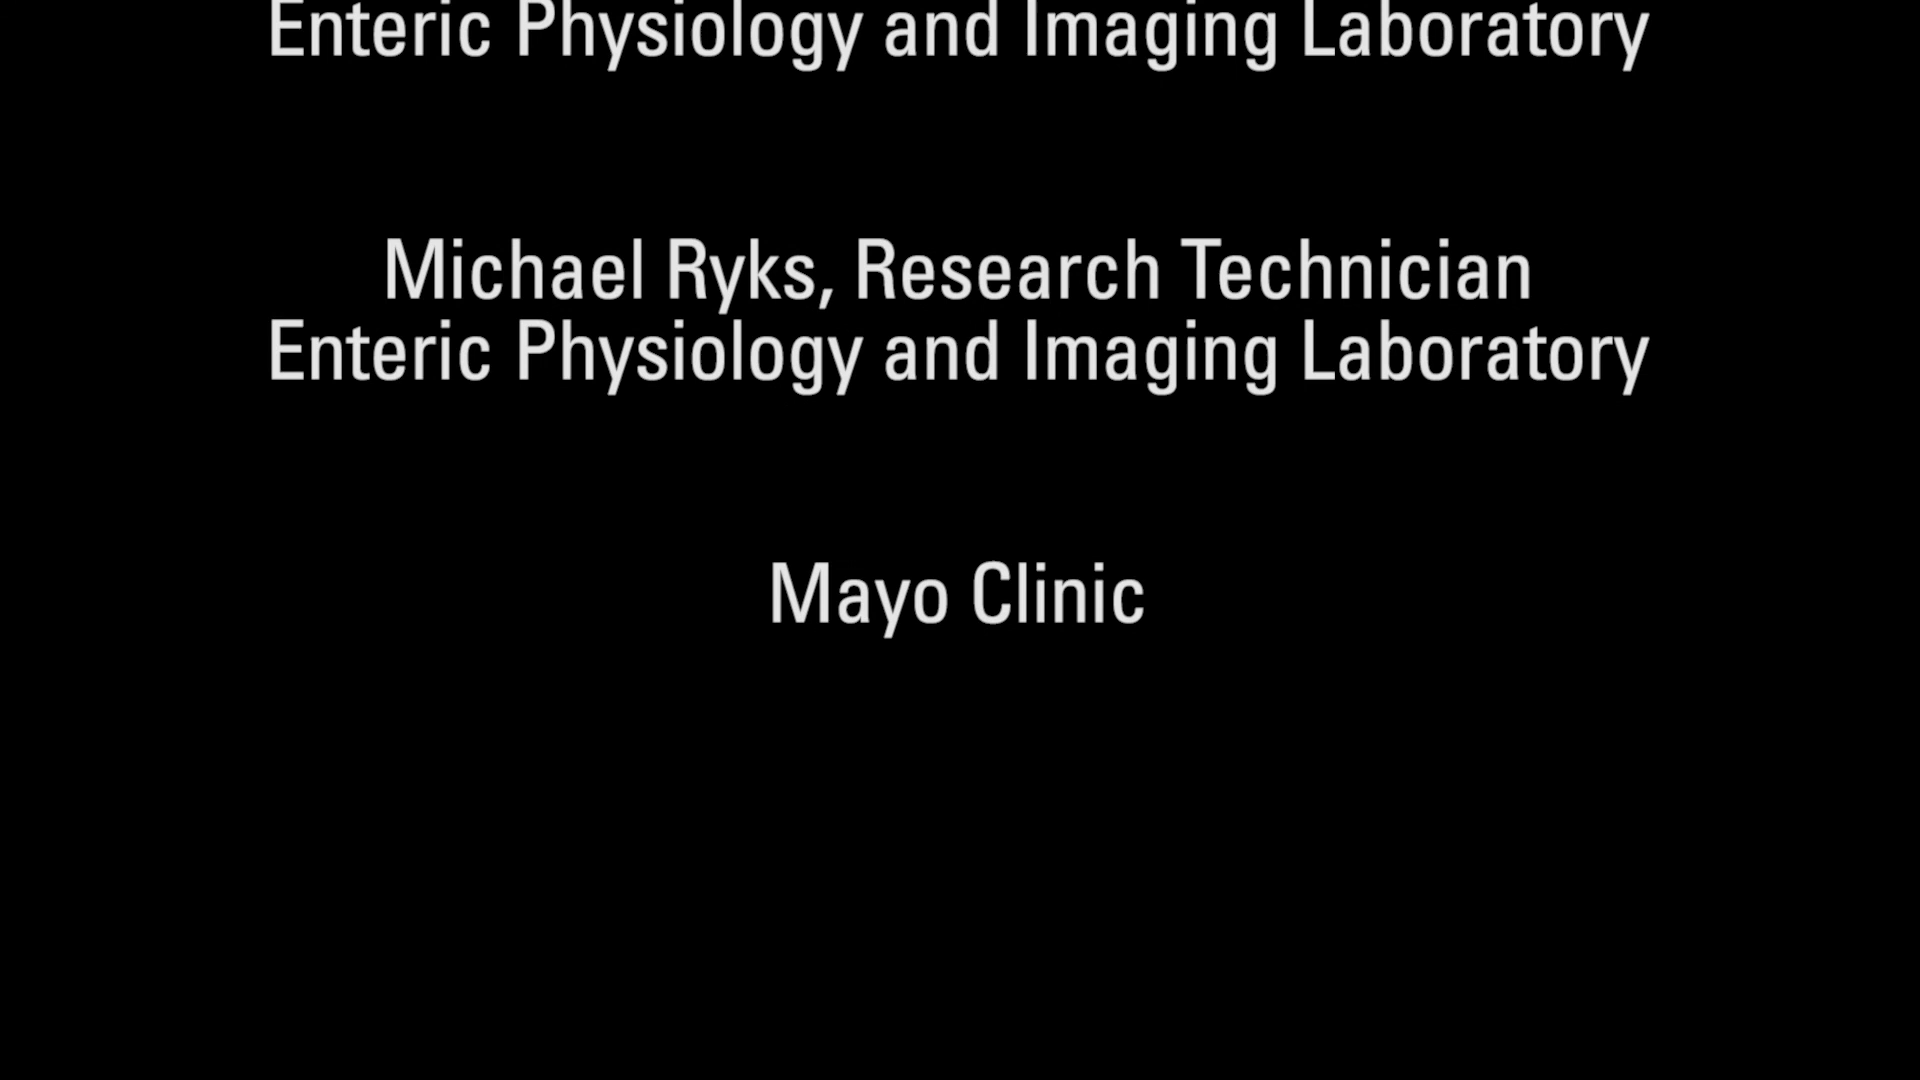 Enteric Physiology and Imaging Laboratory
Michael Ryks, Research Technician
Enteric Physiology and Imaging Laboratory
Mayo Clinic